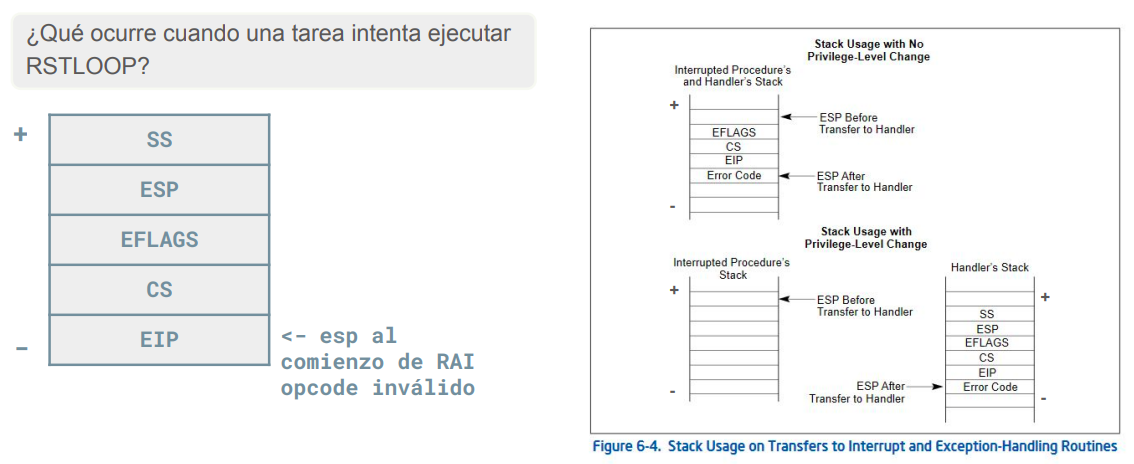 ¿Qué ocurre cuando una tarea intenta ejecutar
RSTLOOP?
+
SS
ESP
EFLAGS
CS
EIP
-
<- esp al
comienzo de RAI
opcode inválido
Stack Usage with No
Privilege-Level Change
Interrupted Procedure's
and Handler's Stack
+
ESP Before
Transfer to Handler
EFLAGS
CS
EIP
Error Code
ESP After
Transfer to Handler
-
Stack Usage with
Privilege-Level Change
Interrupted Procedure's
Stack
+
ESP Before
Transfer to Handler
-
Handler's Stack
+
SS
ESP
EFLAGS
CS
EIP
Error Code
ESP After
Transfer to Handler
-
Figure 6-4. Stack Usage on Transfers to Interrupt and Exception-Handling Routines